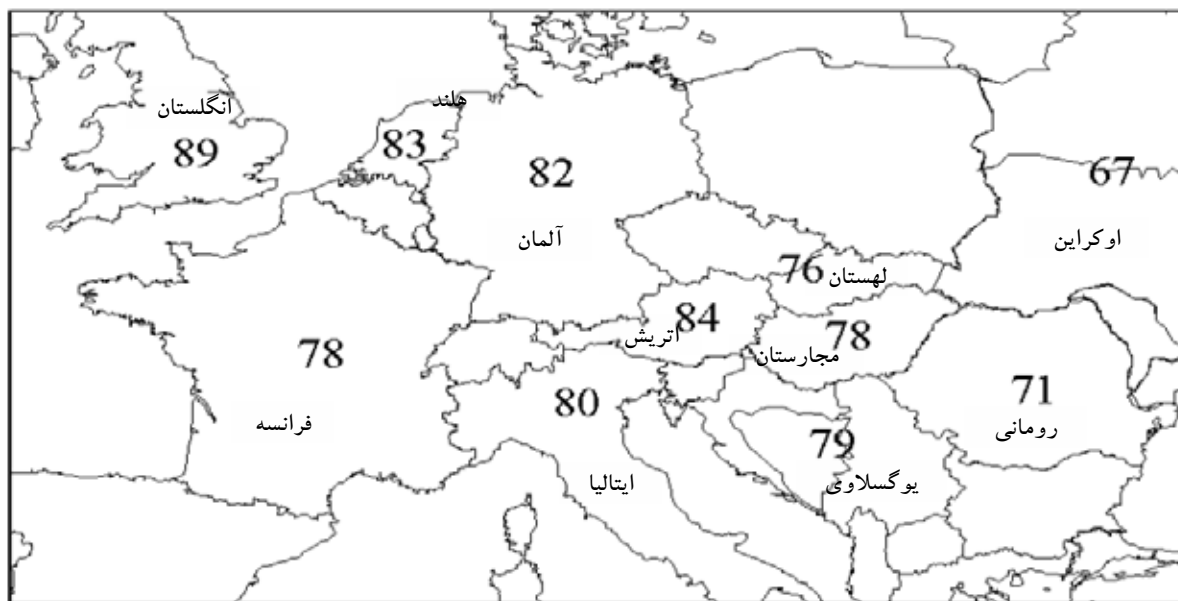 انگلستان
89
هلند
83
82
آلمان
67
اوکراین
76
لهستان
84
اتریش
78
مجارستان
78
فرانسه
80
ایتالیا
79
یوگسلاوی
71
رومانی